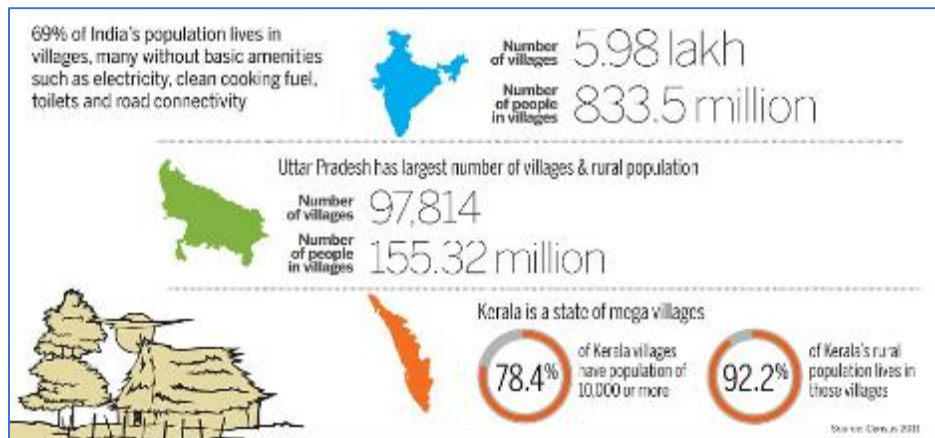 69% of India's population lives in
villages, many without basic amenities
such as electricity, clean cooking fuel,
toilets and road connectivity
Number
of villages
5.98 lakh
Number
of people
in villages
833.5 million
Uttar Pradesh has largest number of villages & rural population
Number
of villages
97,814
Number
of people
in villages
155.32 million
Kerala is a state of mega villages
78.4%
of Kerala villages
have population of
10,000 or more
92.2%
of Kerala's rural
population lives in
these villages
Source: Census 2011